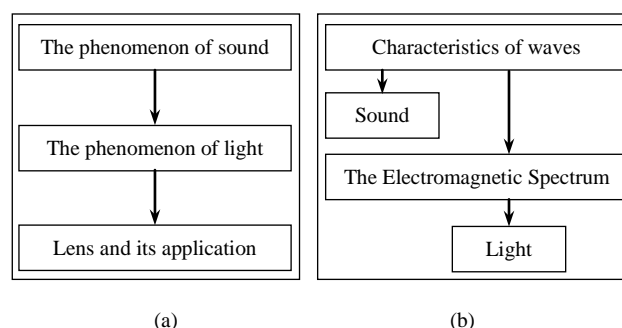 The phenomenon of sound
The phenomenon of light
Lens and its application
(a)
Characteristics of waves
Sound
The Electromagnetic Spectrum
Light
(b)